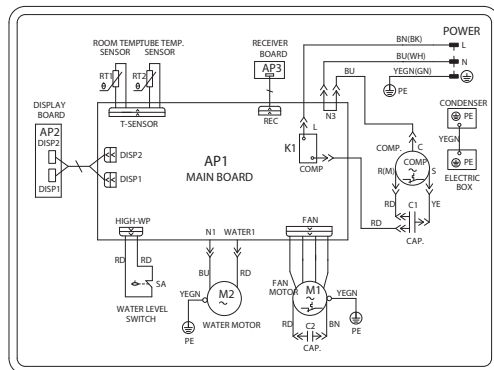 POWER
BN(BK)
L
BU(WH)
N
YEGN(GN)
PE
ROOM TEMP.
SENSOR
TUBE TEMP.
SENSOR
RT1
θ
RT2
θ
RECEIVER
BOARD
AP3
BU
CONDENSER
PE
YEGN
PE
ELECTRIC
BOX
DISPLAY
BOARD
AP2
DISP2
DISP1
T-SENSOR
REC
N3
L
K1
COMP
AP1
MAIN BOARD
DISP2
DISP1
COMP.
C
COMP
R(M)
S
RD
YE
C1
RD
CAP.
HIGH-WP
N1
WATER1
FAN
RD
RD
SA
WATER LEVEL
SWITCH
BU
RD
YEGN
M2
PE
WATER MOTOR
FAN
MOTOR
M1
YEGN
PE
RD
C2
BN
CAP.